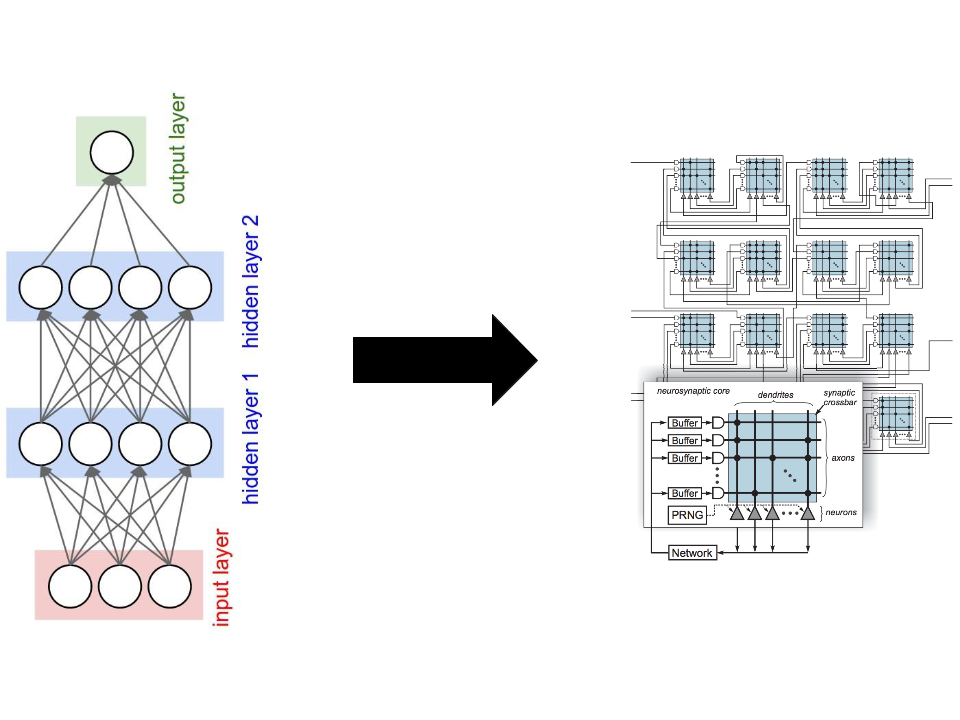 output layer
hidden layer 2
hidden layer 1
input layer
neurosynaptic core
dendrites
synaptic
crossbar
Buffer
Buffer
Buffer
axons
Buffer
PRNG
neurons
Network